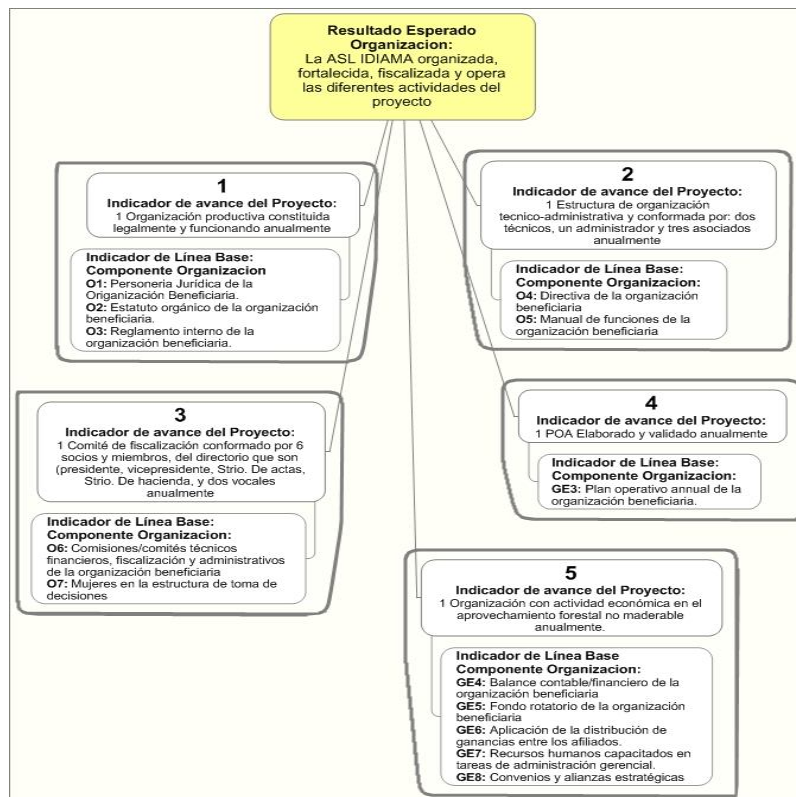 Resultado Esperado
Organizacion:
La ASL IDIAMA organizada,
fortalecida, fiscalizada y opera
las diferentes actividades del
proyecto
1
Indicador de avance del Proyecto:
1 Organización productiva constituida
legalmente y funcionando anualmente
Indicador de Línea Base:
Componente Organizacion
O1: Personeria Jurídica de la
Organización Beneficiaria.
O2: Estatuto orgánico de la organización
beneficiaria.
O3: Reglamento interno de la
organización beneficiaria.
2
Indicador de avance del Proyecto:
1 Estructura de organización
tecnico-administrativa y conformada por: dos
técnicos, un administrador y tres asociados
anualmente
Indicador de Línea Base:
Componente Organizacion:
O4: Directiva de la organización
beneficiaria
O5: Manual de funciones de la
organización beneficiaria
3
Indicador de avance del Proyecto:
1 Comité de fiscalización conformado por 6
socios y miembros, del directorio que son
(presidente, vicepresidente, Strio. De actas,
Strio. De hacienda, y dos vocales
anualmente
Indicador de Línea Base:
Componente Organizacion:
O6: Comisiones/comités técnicos
financieros, fiscalización y administrativos
de la organización beneficiaria
O7: Mujeres en la estructura de toma de
decisiones
4
Indicador de avance del Proyecto:
1 POA Elaborado y validado anualmente
Indicador de Línea Base:
Componente Organizacion:
GE3: Plan operativo annual de la
organización beneficiaria.
5
Indicador de avance del Proyecto:
1 Organización con actividad económica en el
aprovechamiento forestal no maderable
anualmente.
Indicador de Línea Base
Componente Organizacion:
GE4: Balance contable/financiero de la
organización beneficiaria
GE5: Fondo rotatorio de la organización
beneficiaria
GE6: Aplicación de la distribución de
ganancias entre los afiliados.
GE7: Recursos humanos capacitados en
tareas de administración gerencial.
GE8: Convenios y alianzas estratégicas